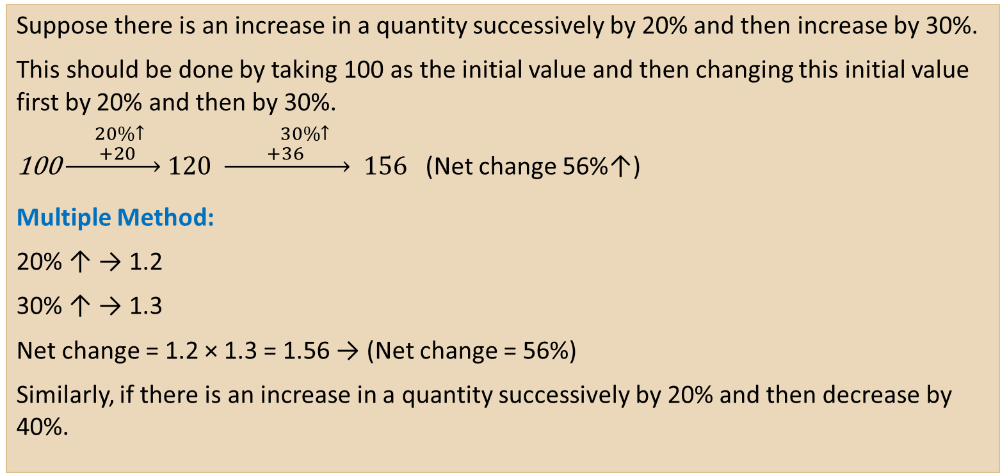 Suppose there is an increase in a quantity successively by 20% and then increase by 30%.
This should be done by taking 100 as the initial value and then changing this initial value
first by 20% and then by 30%.
20%↑ 30%↑
+20 +36
100 ⟶ 120 ⟶ 156 (Net change 56%↑)
Multiple Method:
20% ↑ → 1.2
30% ↑ → 1.3
Net change = 1.2 × 1.3 = 1.56 → (Net change = 56%)
Similarly, if there is an increase in a quantity successively by 20% and then decrease by
40%.